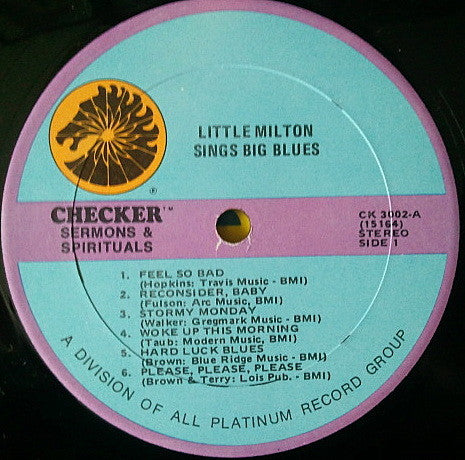 LITTLE MILTON
SINGS BIG BLUES
®
CHECKER™
SERMONS &
SPIRITUALS
CK 3002-A
(15164)
STEREO
SIDE 1
1. FEEL SO BAD
(Hopkins: Travis Music - BMI)
2. RECONSIDER, BABY
(Fulson: Arc Music, BMI)
3. STORMY MONDAY
(Walker: Gregmark Music - BMI)
4. WOKE UP THIS MORNING
(Taub: Modern Music, BMI)
5. HARD LUCK BLUES
(Brown: Blue Ridge Music - BMI)
6. PLEASE, PLEASE, PLEASE
(Brown & Terry: Lois Pub. - BMI)
A DIVISION OF ALL PLATINUM RECORD GROUP